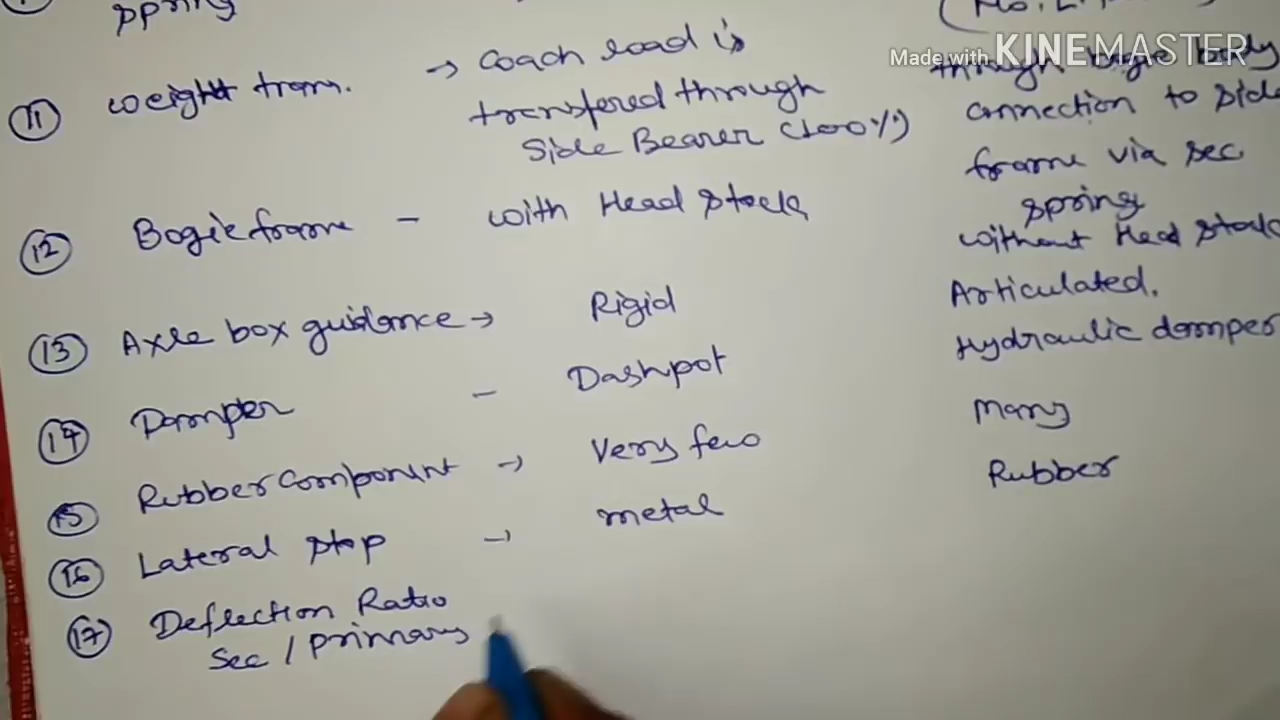 spring
Made with KINEMASTER
11 weight tran. → Coach load is
transfered through
Side Bearer (100%)
through bogie body
connection to side
frame via sec
spring
12 Bogie frame - with Head stock
without Head stock
13 Axle box guidance → Rigid
Articulated.
14 Damper - Dashpot
Hydraulic damper
15 Rubber Component → Very few
Many
16 Lateral stop → metal
Rubber
17 Deflection Ratio
Sec / primary